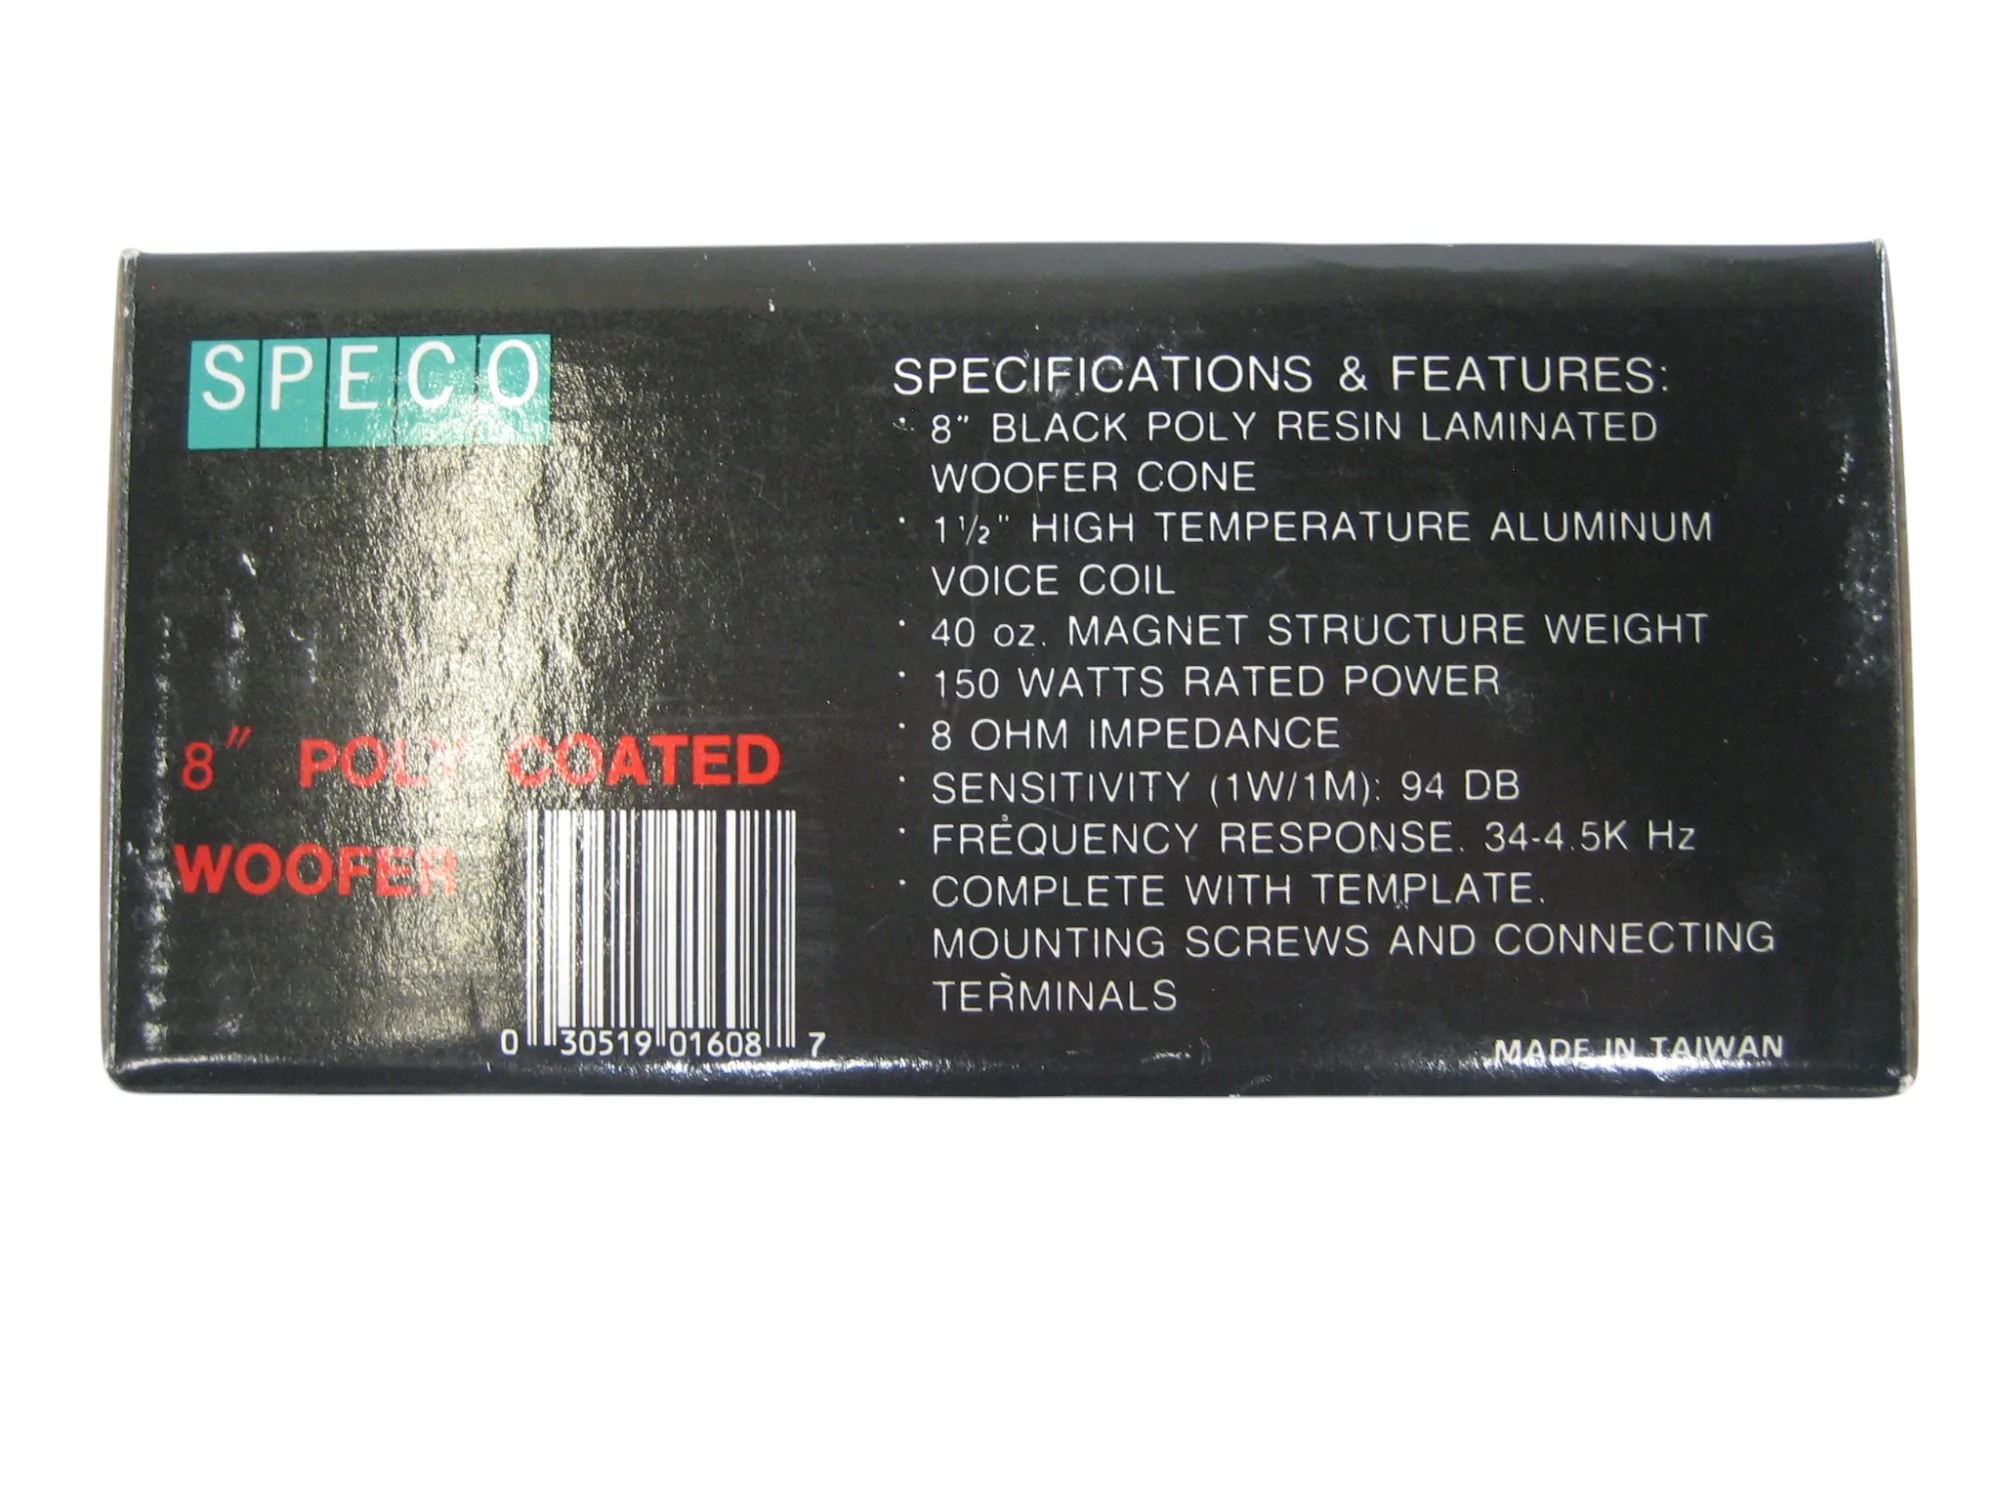 SPECO
8" POLY COATED
WOOFER
0 30519 01608 7
SPECIFICATIONS & FEATURES:
· 8" BLACK POLY RESIN LAMINATED
WOOFER CONE
· 1 1/2" HIGH TEMPERATURE ALUMINUM
VOICE COIL
· 40 oz. MAGNET STRUCTURE WEIGHT
· 150 WATTS RATED POWER
· 8 OHM IMPEDANCE
· SENSITIVITY (1W/1M): 94 DB
· FREQUENCY RESPONSE. 34-4.5K Hz
· COMPLETE WITH TEMPLATE.
MOUNTING SCREWS AND CONNECTING
TERMINALS
MADE IN TAIWAN